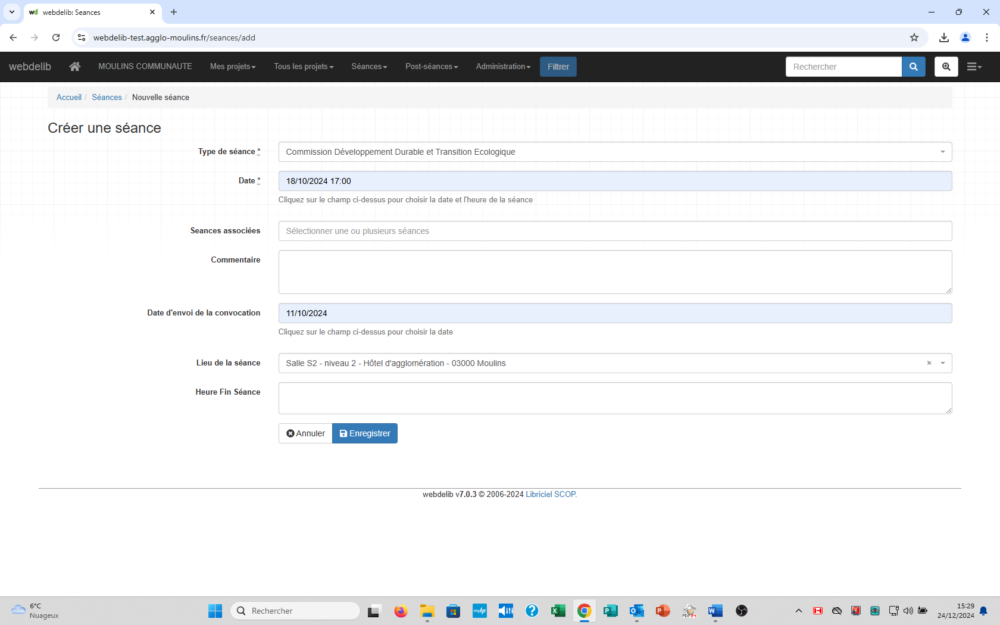 webdelib: Seances
webdelib-test.agglo-moulins.fr/seances/add
webdelib MOULINS COMMUNAUTE Mes projets Tous les projets Séances Post-séances Administration Filtrer Rechercher
Accueil / Séances / Nouvelle séance
Créer une séance
Type de séance * Commission Développement Durable et Transition Ecologique
Date * 18/10/2024 17:00
Cliquez sur le champ ci-dessus pour choisir la date et l'heure de la séance
Seances associées Sélectionner une ou plusieurs séances
Commentaire
Date d'envoi de la convocation 11/10/2024
Cliquez sur le champ ci-dessus pour choisir la date
Lieu de la séance Salle S2 - niveau 2 - Hôtel d'agglomération - 03000 Moulins
Heure Fin Séance
Annuler Enregistrer
webdelib v7.0.3 © 2006-2024 Libriciel SCOP.
6°C
Nuageux
Rechercher
15:29
24/12/2024